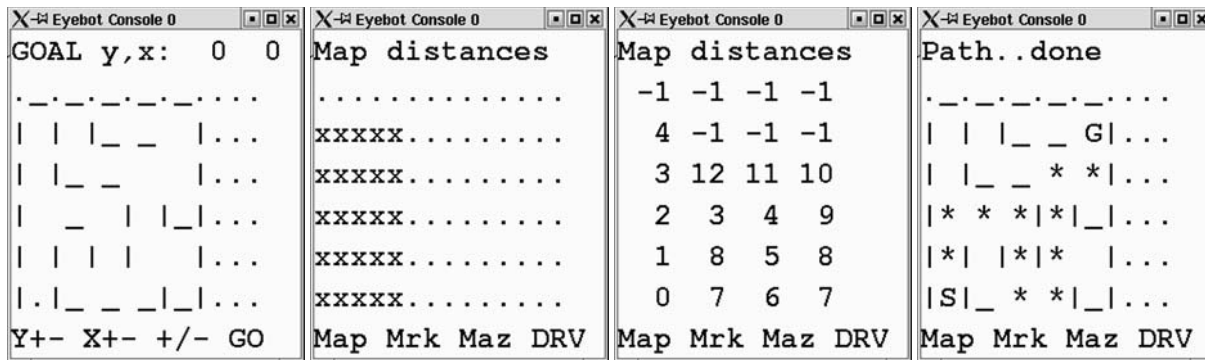 Eyebot Console 0
GOAL y,x: 0 0
._._._._._....
| | |_ _ |...
| |_ _ |...
| _ | |_|...
| | | | |...
|.|_ _ _|_|...
Y+- X+- +/- GO
Eyebot Console 0
Map distances
..............
xxxxx.........
xxxxx.........
xxxxx.........
xxxxx.........
xxxxx.........
Map Mrk Maz DRV
Eyebot Console 0
Map distances
-1 -1 -1 -1
4 -1 -1 -1
3 12 11 10
2 3 4 9
1 8 5 8
0 7 6 7
Map Mrk Maz DRV
Eyebot Console 0
Path..done
._._._._._....
| | |_ _ G|...
| |_ _ * *|...
|* * *|*|_|...
|*| |*|* |...
|S|_ * *|_|...
Map Mrk Maz DRV